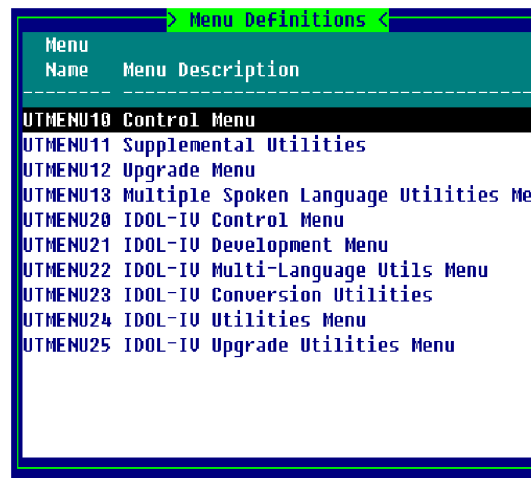 > Menu Definitions <
Menu
Name Menu Description
-------- ---------------------------------
UTMENU10 Control Menu
UTMENU11 Supplemental Utilities
UTMENU12 Upgrade Menu
UTMENU13 Multiple Spoken Language Utilities Me
UTMENU20 IDOL-IV Control Menu
UTMENU21 IDOL-IV Development Menu
UTMENU22 IDOL-IV Multi-Language Utils Menu
UTMENU23 IDOL-IV Conversion Utilities
UTMENU24 IDOL-IV Utilities Menu
UTMENU25 IDOL-IV Upgrade Utilities Menu